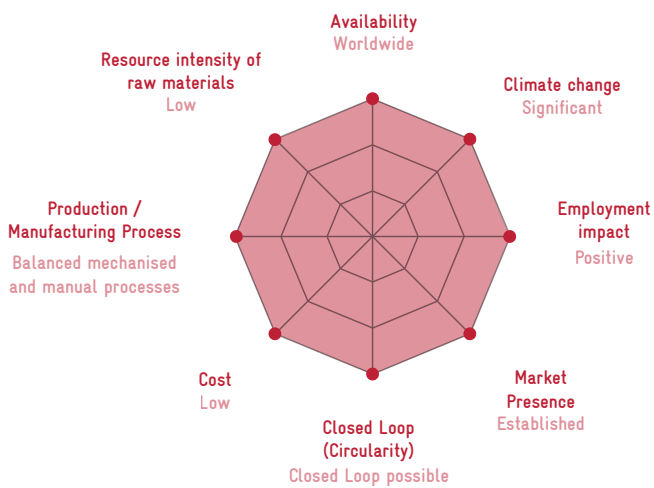 Availability
Worldwide
Resource intensity of
raw materials
Low
Climate change
Significant
Production /
Manufacturing Process
Balanced mechanised
and manual processes
Employment
impact
Positive
Cost
Low
Market
Presence
Established
Closed Loop
(Circularity)
Closed Loop possible